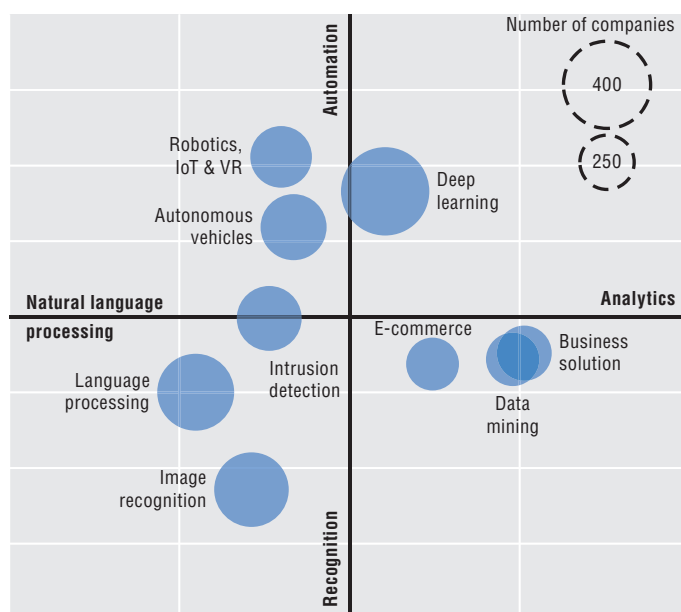 Number of companies
Automation
400
250
Robotics,
IoT & VR
Deep
learning
Autonomous
vehicles
Natural language
processing
Analytics
E-commerce
Business
solution
Intrusion
detection
Language
processing
Data
mining
Image
recognition
Recognition